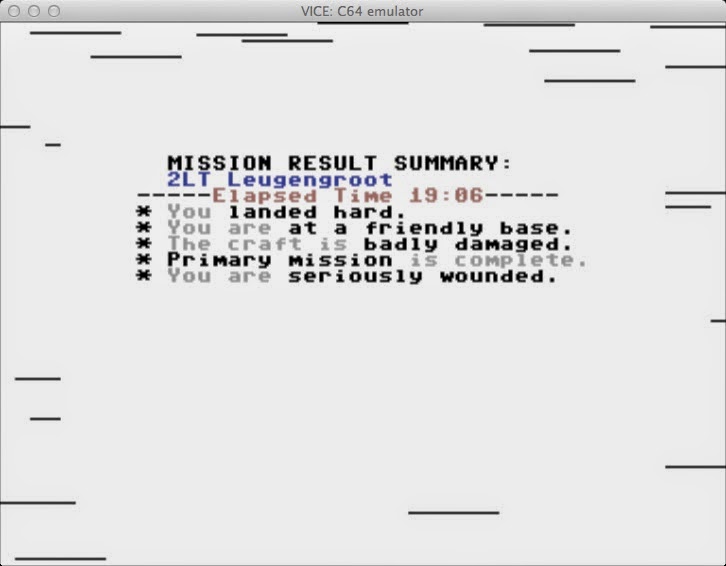 VICE: C64 emulator
MISSION RESULT SUMMARY:
2LT Leugengroot
-----Elapsed Time 19:06-----
* You landed hard.
* You are at a friendly base.
* The craft is badly damaged.
* Primary mission is complete.
* You are seriously wounded.